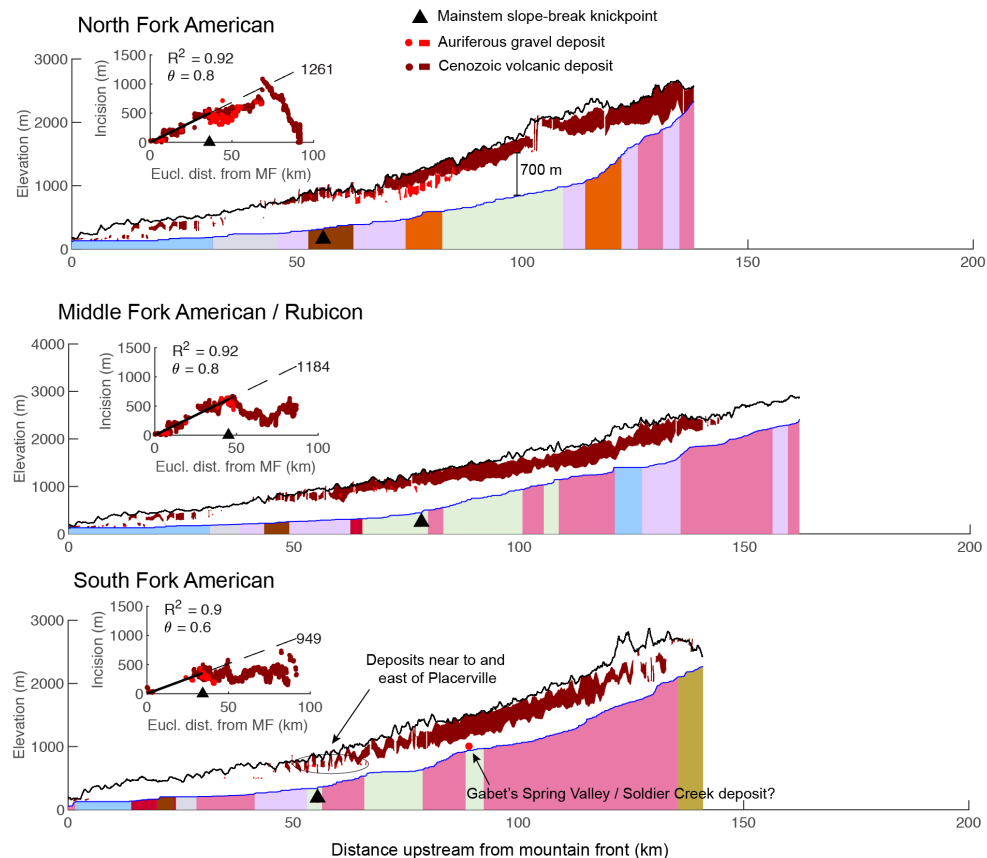 North Fork American
Mainstem slope-break knickpoint
Auriferous gravel deposit
Cenozoic volcanic deposit
3000
2000
1000
0
Elevation (m)
1500
1000
500
0
Incision (m)
R² = 0.92
θ = 0.8
1261
0 50 100
Eucl. dist. from MF (km)
700 m
0 50 100 150 200
Middle Fork American / Rubicon
4000
3000
2000
1000
0
Elevation (m)
1500
1000
500
0
Incision (m)
R² = 0.92
θ = 0.8
1184
0 50 100
Eucl. dist. from MF (km)
0 50 100 150 200
South Fork American
3000
2000
1000
0
Elevation (m)
1500
1000
500
0
Incision (m)
R² = 0.9
θ = 0.6
949
0 50 100
Eucl. dist. from MF (km)
Deposits near to and
east of Placerville
Gabet's Spring Valley / Soldier Creek deposit?
0 50 100 150 200
Distance upstream from mountain front (km)